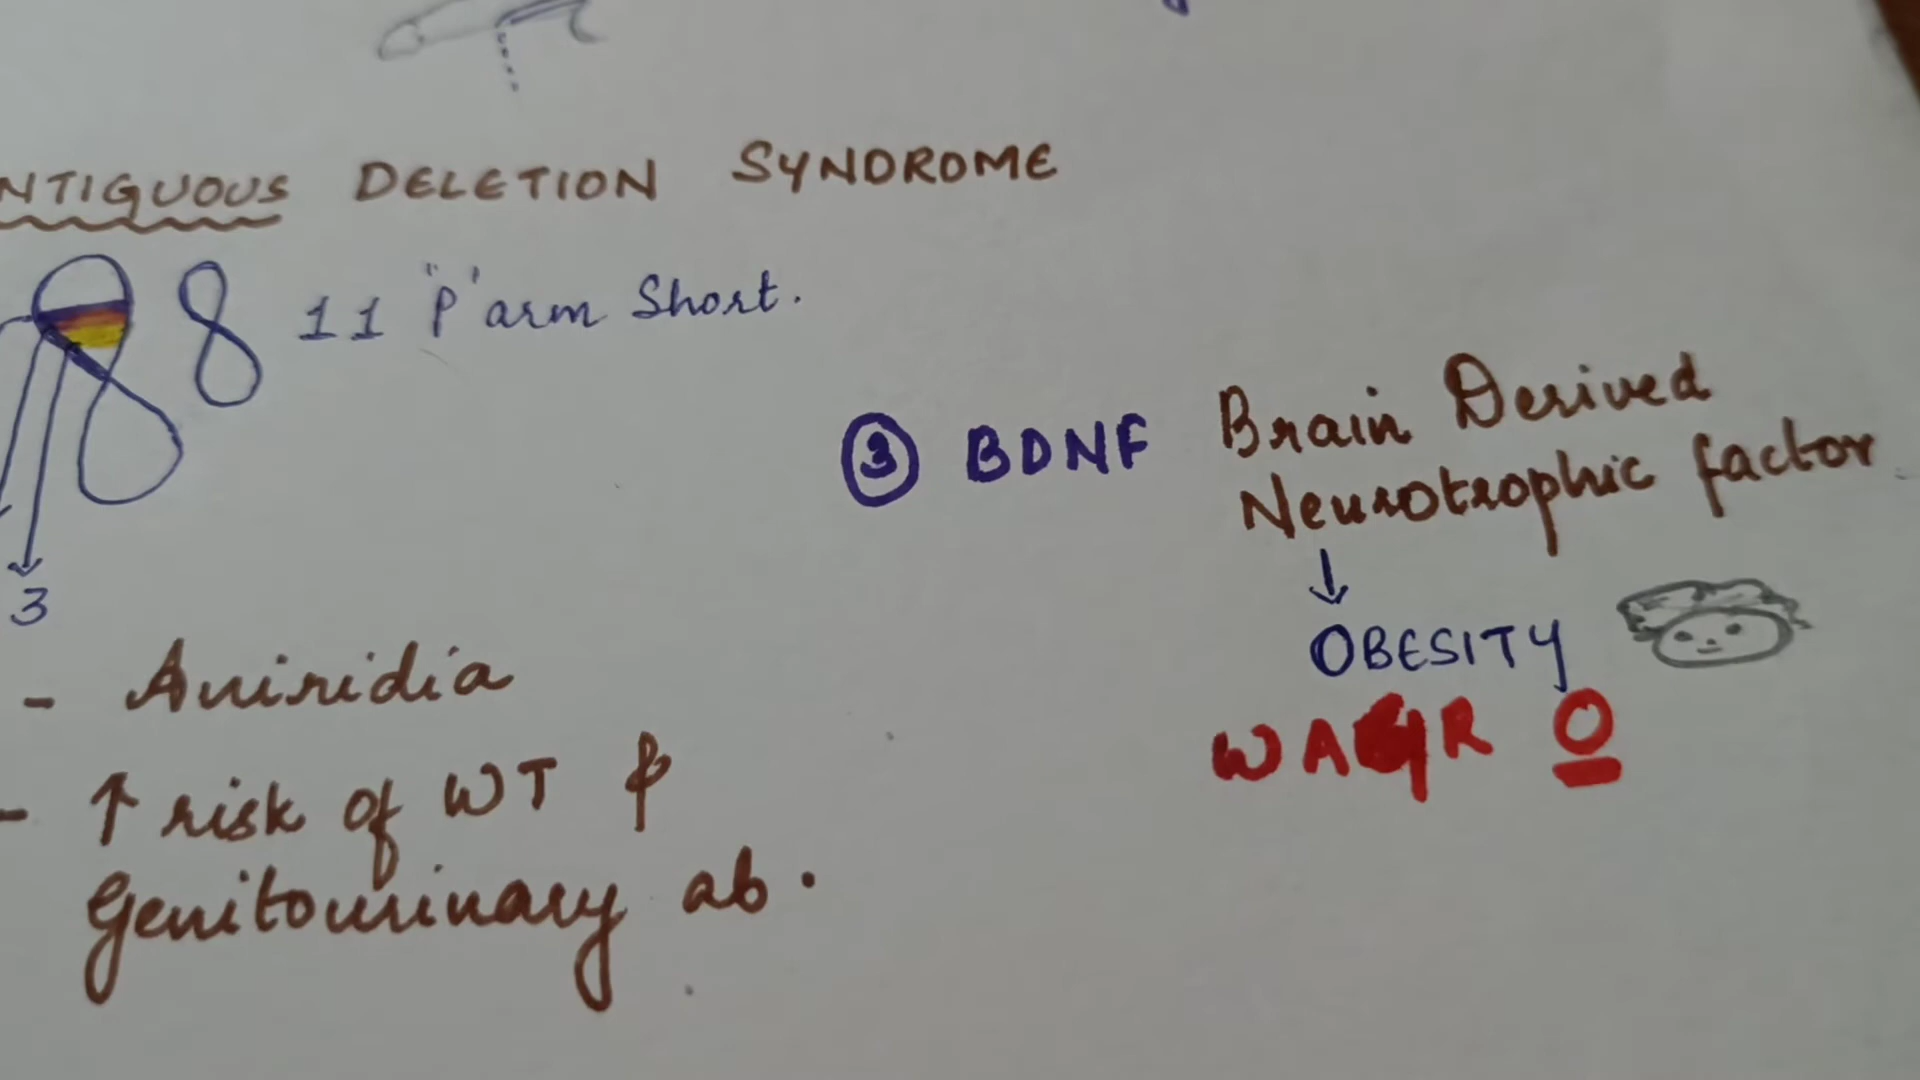 NTIGUOUS DELETION SYNDROME
11 "P' arm Short.
③ BDNF Brain Derived
Neurotrophic factor
↓
3
OBESITY
WAGR O
- Aniridia
- ↑ risk of WT &
Genitourinary ab.